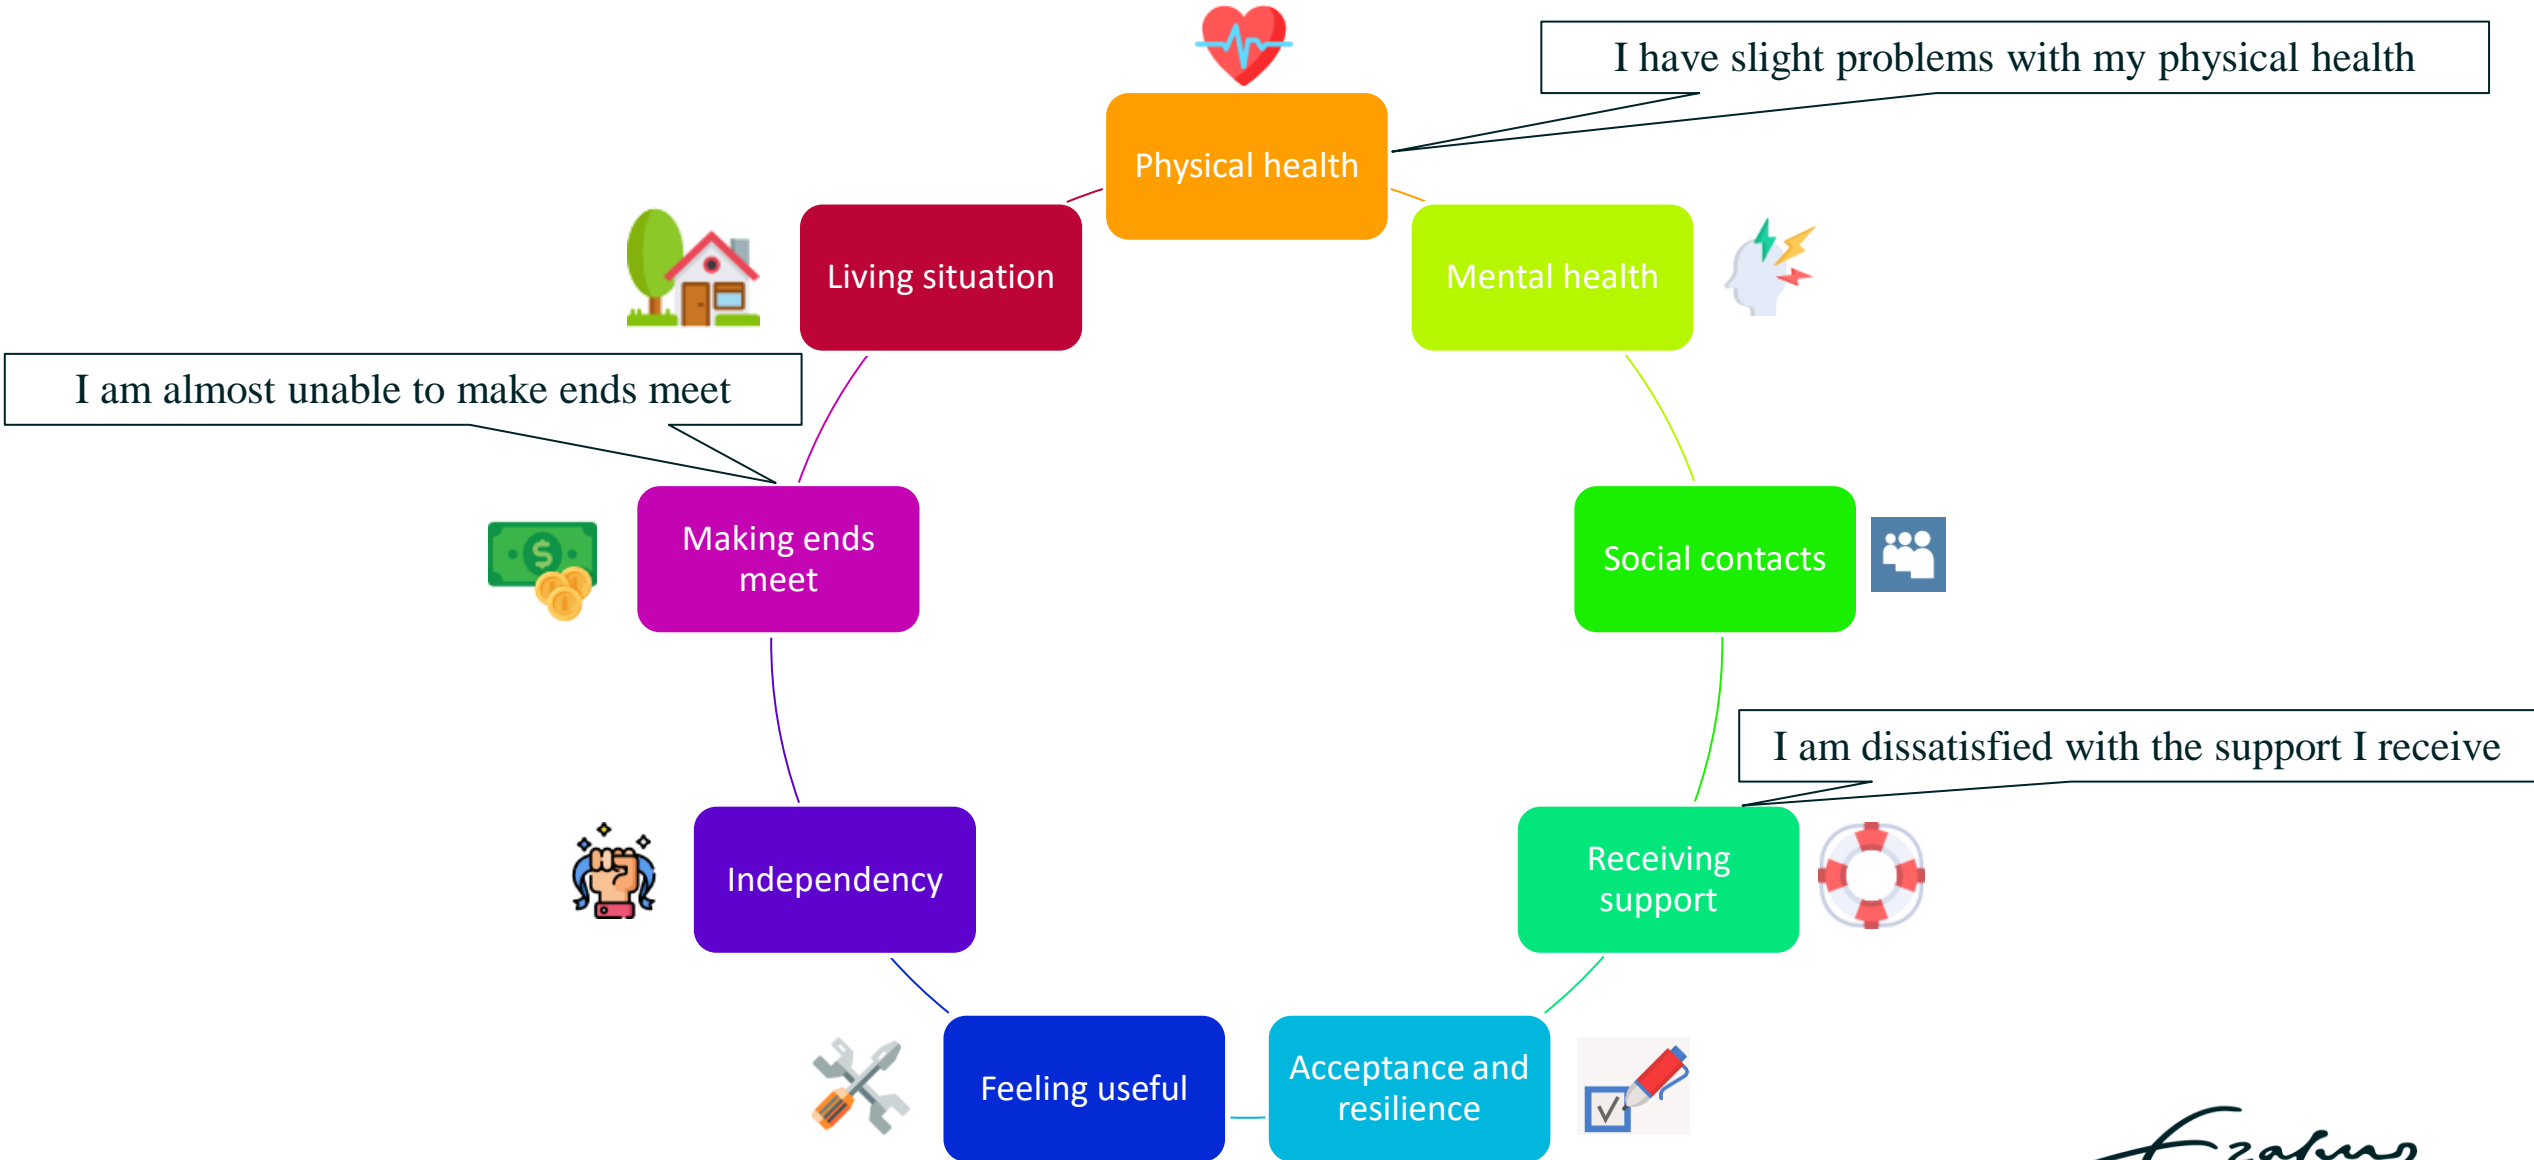 I have slight problems with my physical health
Physical health
Living situation
Mental health
I am almost unable to make ends meet
Making ends
meet
Social contacts
I am dissatisfied with the support I receive
Receiving
support
Independency
Feeling useful
Acceptance and
resilience
Erasmus